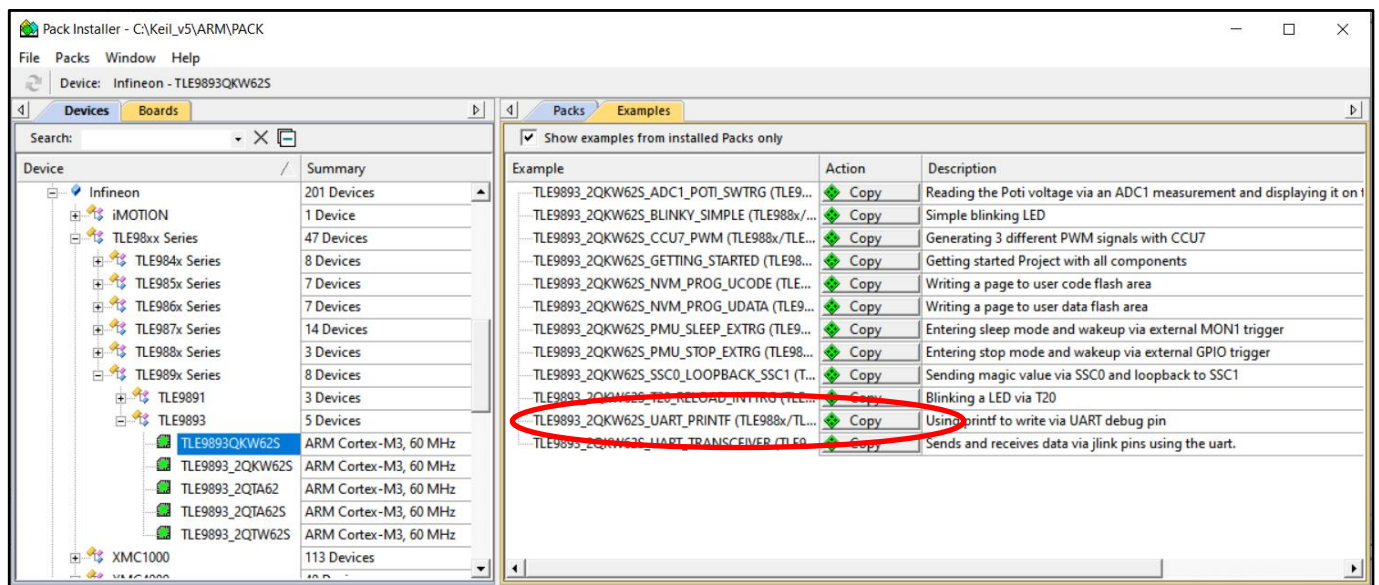 Pack Installer - C:\Keil_v5\ARM\PACK
File Packs Window Help
Device: Infineon - TLE9893QKW62S
Devices Boards
Search:
Device Summary
Infineon 201 Devices
iMOTION 1 Device
TLE98xx Series 47 Devices
TLE984x Series 8 Devices
TLE985x Series 7 Devices
TLE986x Series 7 Devices
TLE987x Series 14 Devices
TLE988x Series 3 Devices
TLE989x Series 8 Devices
TLE9891 3 Devices
TLE9893 5 Devices
TLE9893QKW62S ARM Cortex-M3, 60 MHz
TLE9893_2QKW62S ARM Cortex-M3, 60 MHz
TLE9893_2QTA62 ARM Cortex-M3, 60 MHz
TLE9893_2QTA62S ARM Cortex-M3, 60 MHz
TLE9893_2QTW62S ARM Cortex-M3, 60 MHz
XMC1000 113 Devices
Packs Examples
Show examples from installed Packs only
Example Action Description
TLE9893_2QKW62S_ADC1_POTI_SWTRG (TLE9... Copy Reading the Poti voltage via an ADC1 measurement and displaying it on
TLE9893_2QKW62S_BLINKY_SIMPLE (TLE988x/... Copy Simple blinking LED
TLE9893_2QKW62S_CCU7_PWM (TLE988x/TLE... Copy Generating 3 different PWM signals with CCU7
TLE9893_2QKW62S_GETTING_STARTED (TLE98... Copy Getting started Project with all components
TLE9893_2QKW62S_NVM_PROG_UCODE (TLE... Copy Writing a page to user code flash area
TLE9893_2QKW62S_NVM_PROG_UDATA (TLE9... Copy Writing a page to user data flash area
TLE9893_2QKW62S_PMU_SLEEP_EXTRG (TLE9... Copy Entering sleep mode and wakeup via external MON1 trigger
TLE9893_2QKW62S_PMU_STOP_EXTRG (TLE98... Copy Entering stop mode and wakeup via external GPIO trigger
TLE9893_2QKW62S_SSC0_LOOPBACK_SSC1 (T... Copy Sending magic value via SSC0 and loopback to SSC1
TLE9893_2QKW62S_T20_RELOAD_INTRG (TLE... Copy Blinking a LED via T20
TLE9893_2QKW62S_UART_PRINTF (TLE988x/TL... Copy Using printf to write via UART debug pin
TLE9893_2QKW62S_UART_TRANSCEIVER (TLE9... Copy Sends and receives data via jlink pins using the uart.